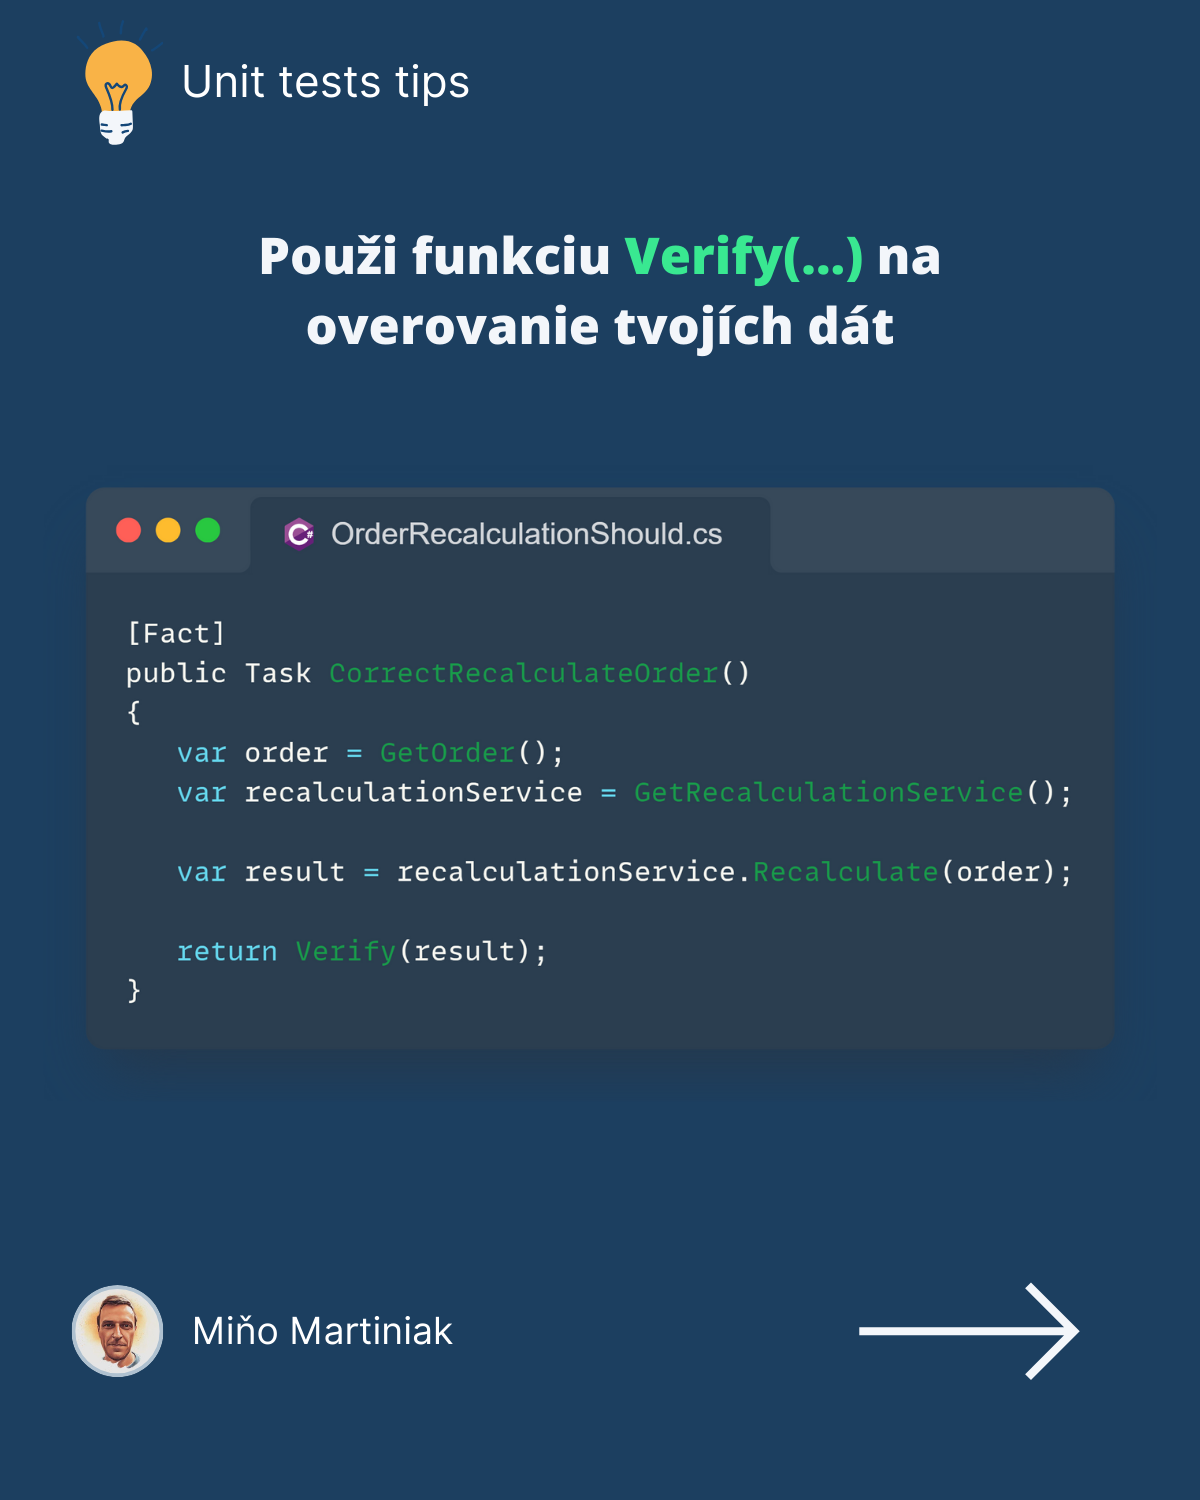 Unit tests tips
Použi funkciu Verify(...) na
overovanie tvojích dát
OrderRecalculationShould.cs
[Fact]
public Task CorrectRecalculateOrder()
{
   var order = GetOrder();
   var recalculationService = GetRecalculationService();
   var result = recalculationService.Recalculate(order);
   return Verify(result);
}
Miňo Martiniak